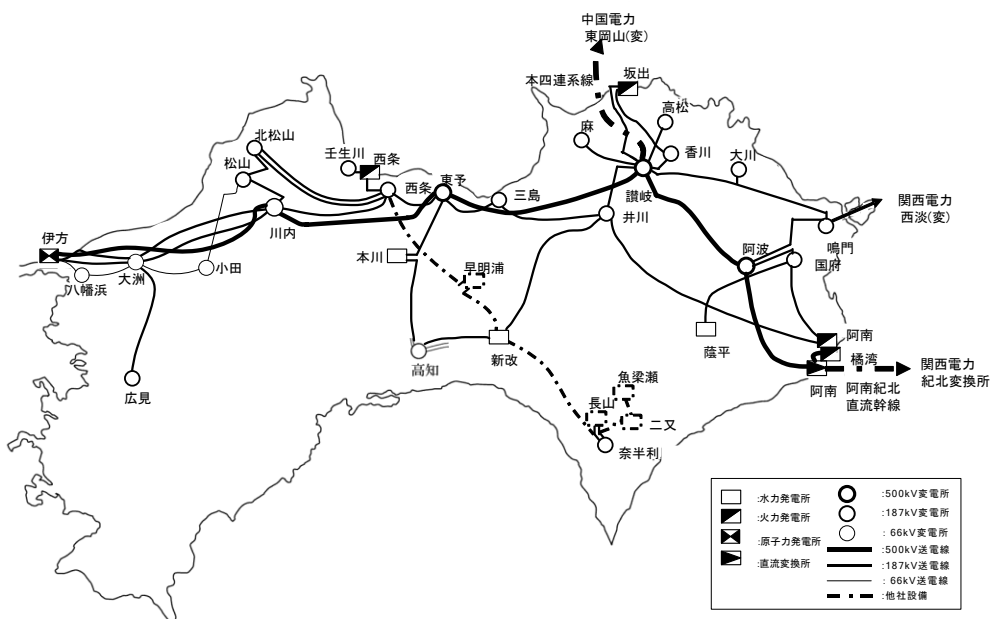 中国電力
東岡山(変)
本四連系線
坂出
高松
麻
香川
大川
讃岐
北松山
松山
壬生川
西条
西条
東予
三島
井川
関西電力
西淡(変)
鳴門
国府
阿波
伊方
川内
八幡浜
大洲
小田
本川
早明浦
高知
新改
蔭平
阿南
橘湾
阿南
関西電力
紀北変換所
阿南紀北
直流幹線
広見
魚梁瀬
長山
二又
奈半利
:水力発電所
:火力発電所
:原子力発電所
:直流変換所
:500kV変電所
:187kV変電所
: 66kV変電所
:500kV送電線
:187kV送電線
: 66kV送電線
:他社設備